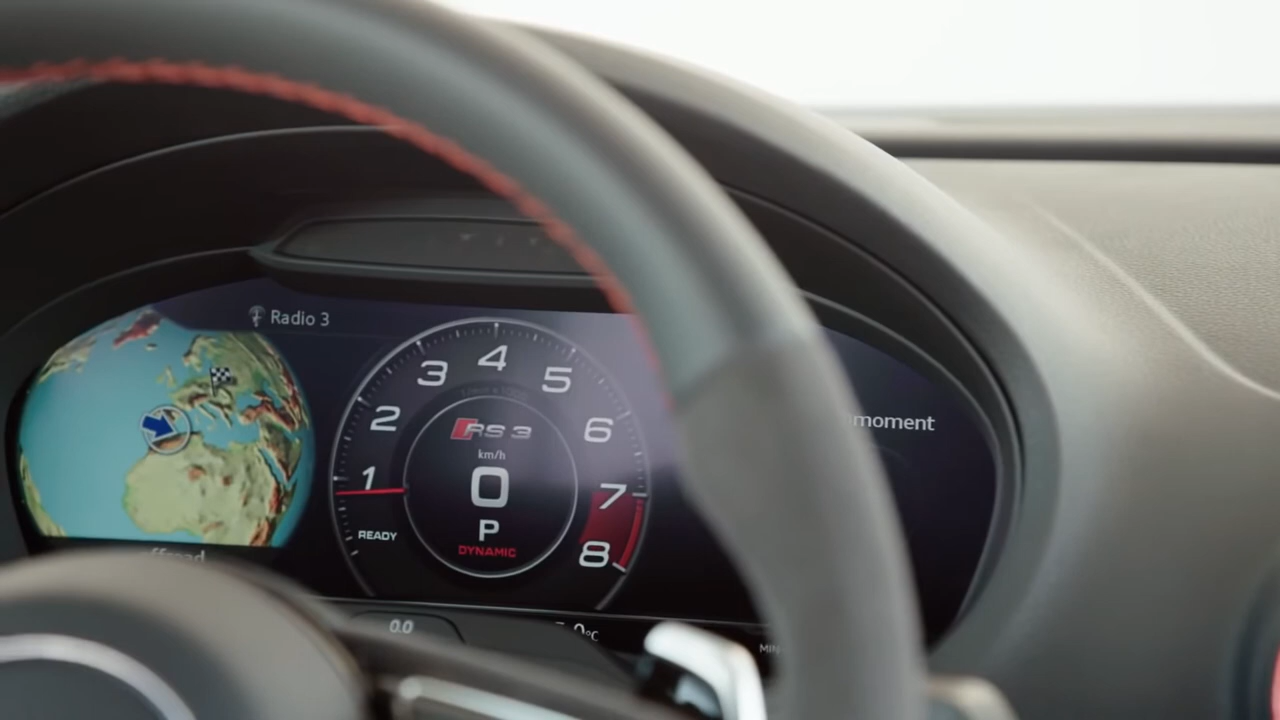 Radio 3
moment
1 2 3 4 5 6 7 8
RS 3
km/h
0
READY
P
DYNAMIC
0.0
°C
MIN